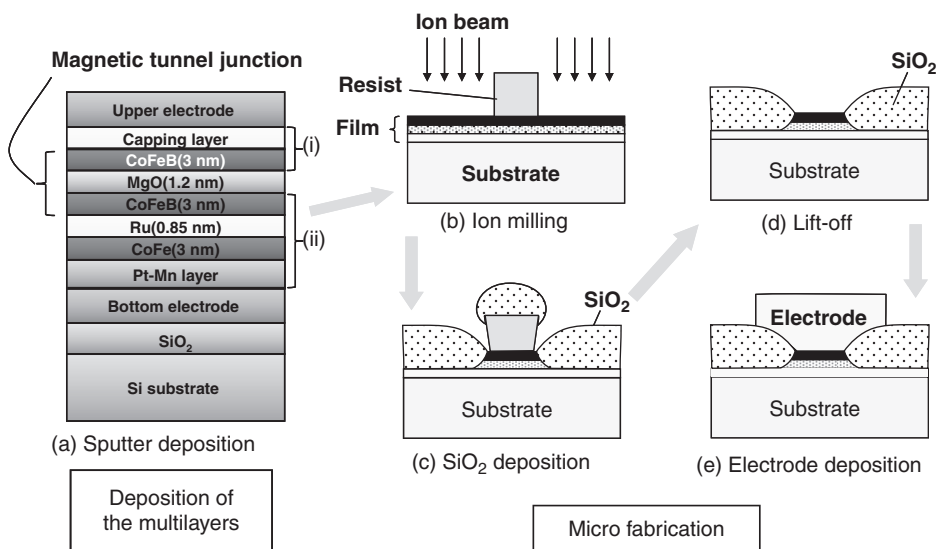 Magnetic tunnel junction
Upper electrode
Capping layer
(i)
CoFeB(3 nm)
MgO(1.2 nm)
CoFeB(3 nm)
Ru(0.85 nm)
(ii)
CoFe(3 nm)
Pt-Mn layer
Bottom electrode
SiO₂
Si substrate
(a) Sputter deposition
Deposition of
the multilayers
Ion beam
Resist
Film
Substrate
(b) Ion milling
SiO₂
Substrate
(c) SiO₂ deposition
SiO₂
Substrate
(d) Lift-off
Electrode
Substrate
(e) Electrode deposition
Micro fabrication